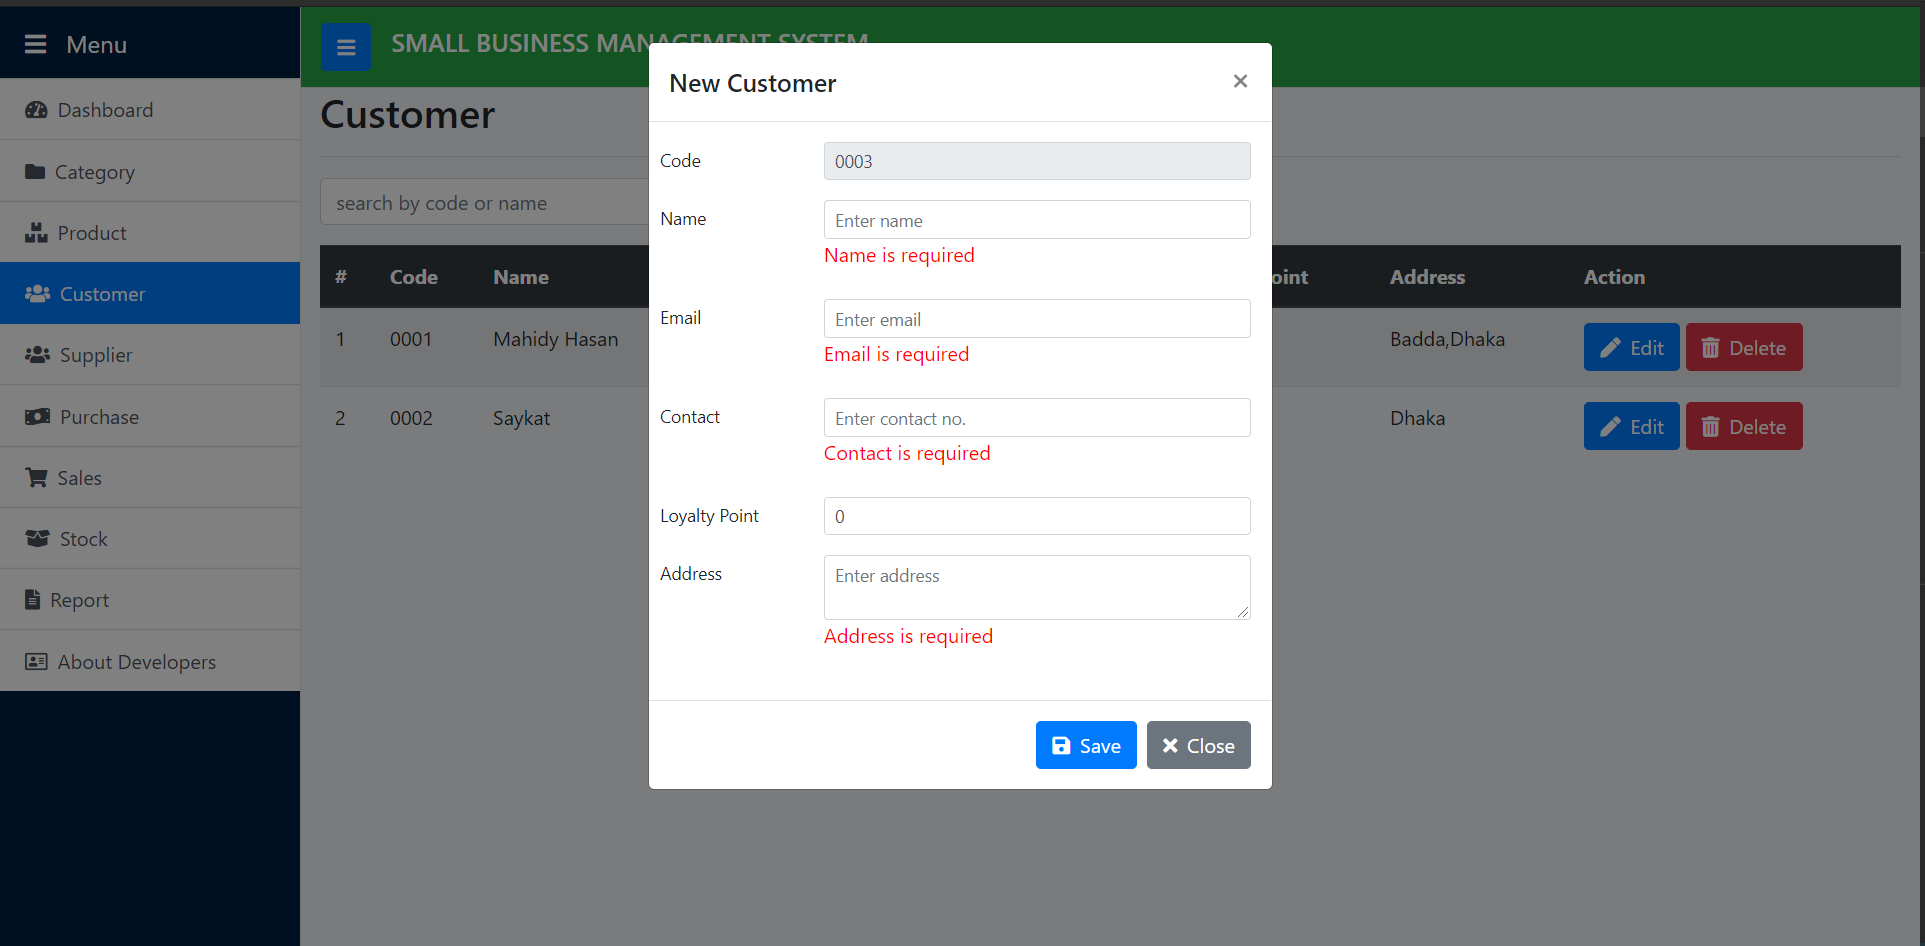 Menu
Dashboard
Category
Product
Customer
Supplier
Purchase
Sales
Stock
Report
About Developers
SMALL BUSINESS MANAGEMENT SYSTEM
Customer
search by code or name
# Code Name oint Address Action
1 0001 Mahidy Hasan Badda,Dhaka Edit Delete
2 0002 Saykat Dhaka Edit Delete
New Customer ×
Code 0003
Name Enter name
Name is required
Email Enter email
Email is required
Contact Enter contact no.
Contact is required
Loyalty Point 0
Address Enter address
Address is required
Save Close